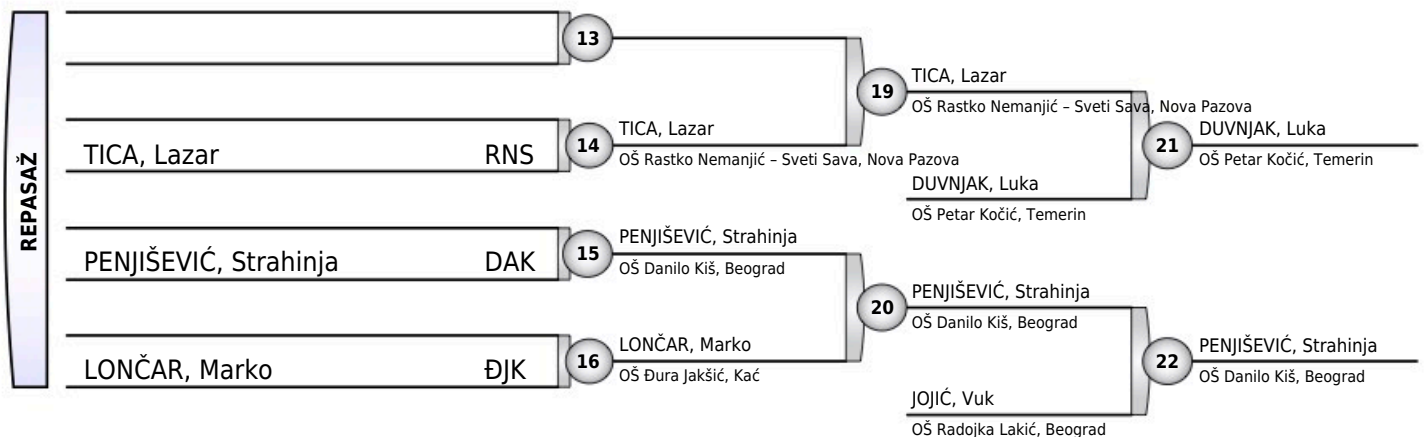 REPASAŽ
13
TICA, Lazar RNS
14
PENJIŠEVIĆ, Strahinja DAK
15
LONČAR, Marko ĐJK
16
TICA, Lazar
OŠ Rastko Nemanjić – Sveti Sava, Nova Pazova
PENJIŠEVIĆ, Strahinja
OŠ Danilo Kiš, Beograd
LONČAR, Marko
OŠ Đura Jakšić, Kać
19
20
TICA, Lazar
OŠ Rastko Nemanjić – Sveti Sava, Nova Pazova
DUVNJAK, Luka
OŠ Petar Kočić, Temerin
PENJIŠEVIĆ, Strahinja
OŠ Danilo Kiš, Beograd
JOJIĆ, Vuk
OŠ Radojka Lakić, Beograd
21
22
DUVNJAK, Luka
OŠ Petar Kočić, Temerin
PENJIŠEVIĆ, Strahinja
OŠ Danilo Kiš, Beograd